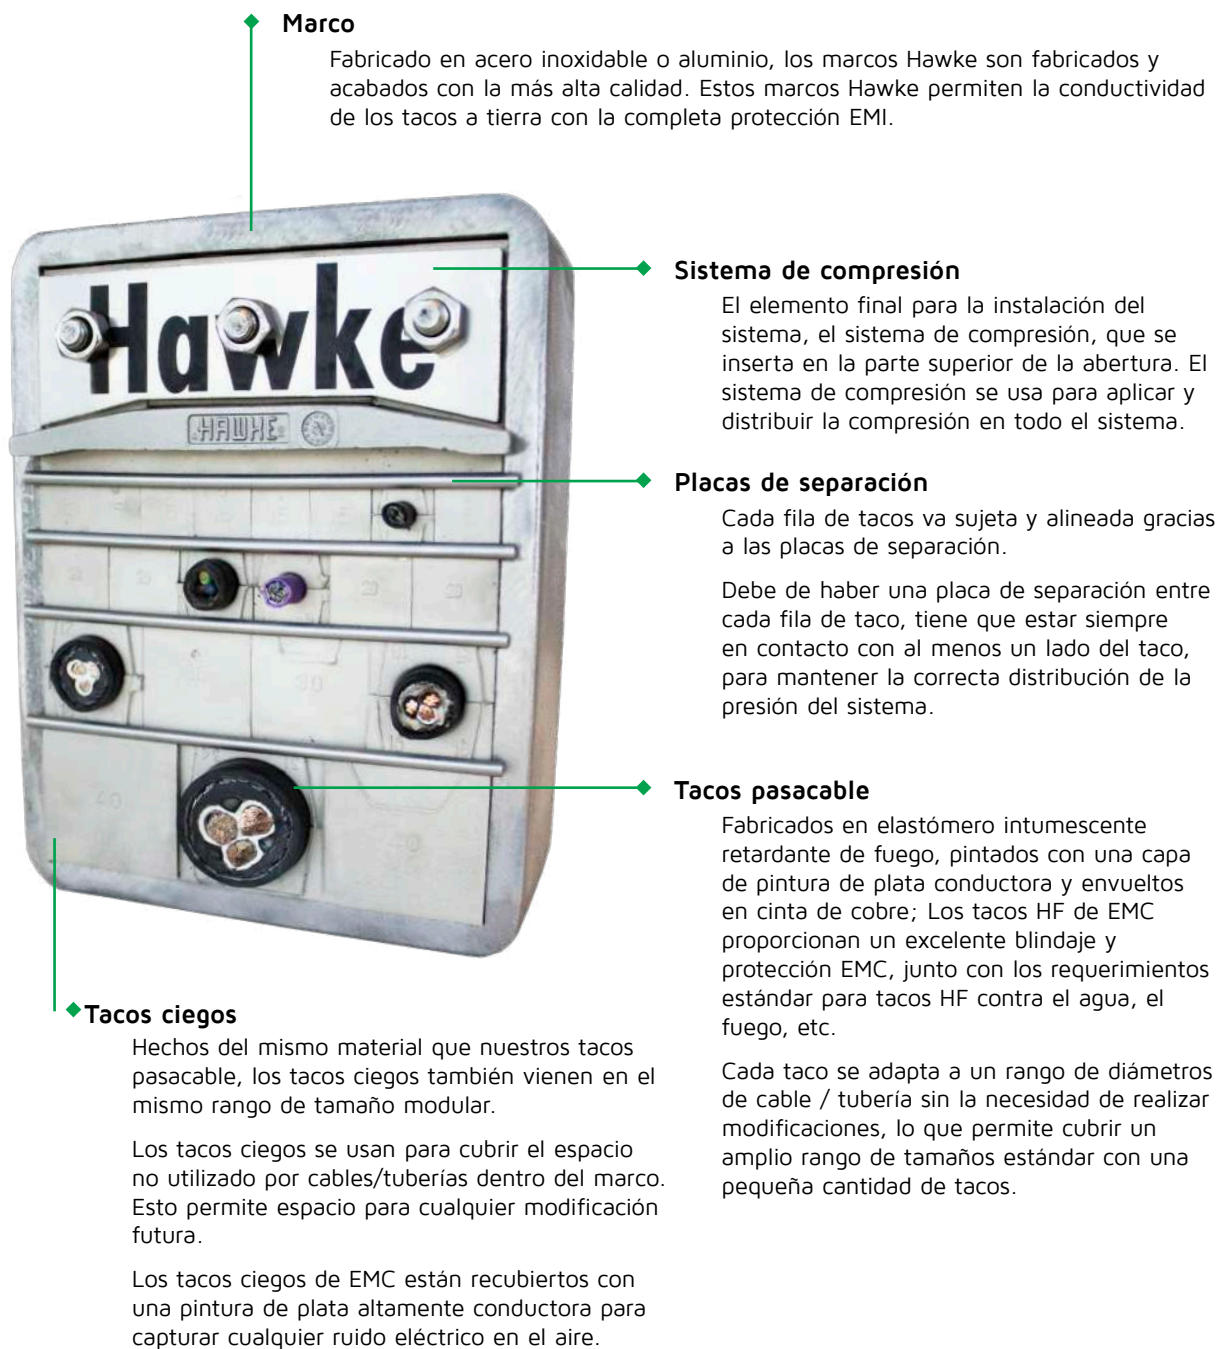 Marco
Fabricado en acero inoxidable o aluminio, los marcos Hawke son fabricados y
acabados con la más alta calidad. Estos marcos Hawke permiten la conductividad
de los tacos a tierra con la completa protección EMI.
Hawke
HAWKE
30
40
40
Sistema de compresión
El elemento final para la instalación del
sistema, el sistema de compresión, que se
inserta en la parte superior de la abertura. El
sistema de compresión se usa para aplicar y
distribuir la compresión en todo el sistema.
Placas de separación
Cada fila de tacos va sujeta y alineada gracias
a las placas de separación.
Debe de haber una placa de separación entre
cada fila de taco, tiene que estar siempre
en contacto con al menos un lado del taco,
para mantener la correcta distribución de la
presión del sistema.
Tacos pasacable
Fabricados en elastómero intumescente
retardante de fuego, pintados con una capa
de pintura de plata conductora y envueltos
en cinta de cobre; Los tacos HF de EMC
proporcionan un excelente blindaje y
protección EMC, junto con los requerimientos
estándar para tacos HF contra el agua, el
fuego, etc.
Cada taco se adapta a un rango de diámetros
de cable / tubería sin la necesidad de realizar
modificaciones, lo que permite cubrir un
amplio rango de tamaños estándar con una
pequeña cantidad de tacos.
Tacos ciegos
Hechos del mismo material que nuestros tacos
pasacable, los tacos ciegos también vienen en el
mismo rango de tamaño modular.
Los tacos ciegos se usan para cubrir el espacio
no utilizado por cables/tuberías dentro del marco.
Esto permite espacio para cualquier modificación
futura.
Los tacos ciegos de EMC están recubiertos con
una pintura de plata altamente conductora para
capturar cualquier ruido eléctrico en el aire.